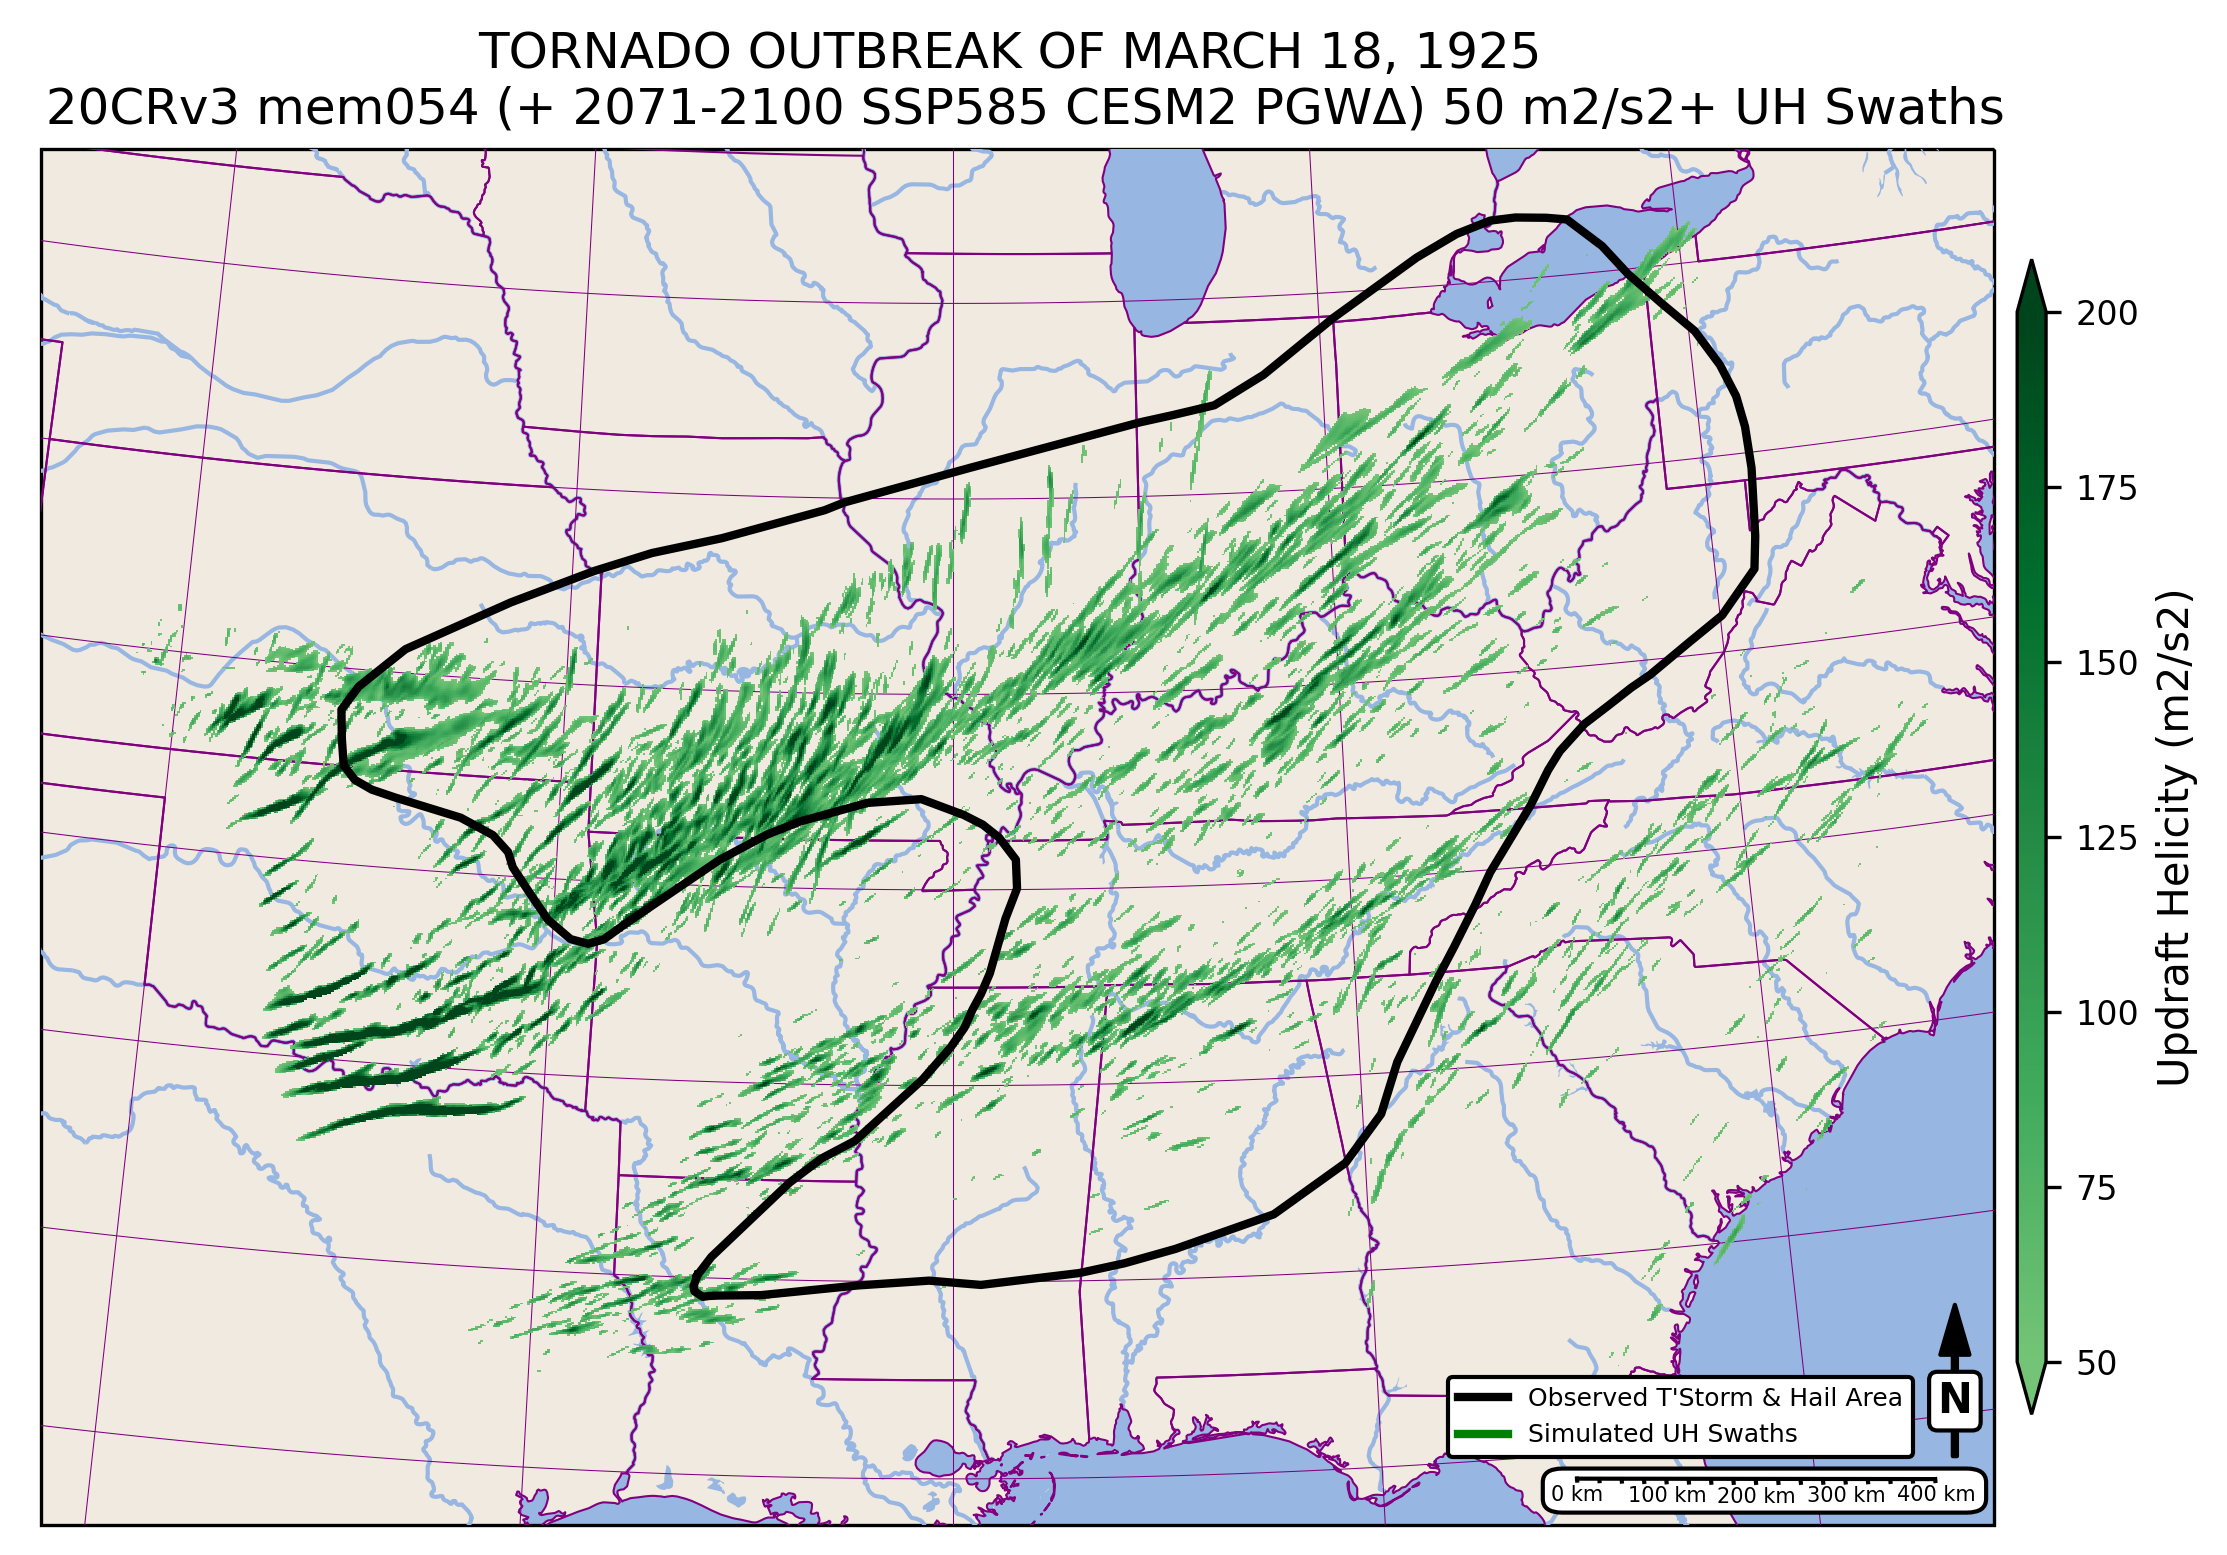 TORNADO OUTBREAK OF MARCH 18, 1925
20CRv3 mem054 (+ 2071-2100 SSP585 CESM2 PGWΔ) 50 m2/s2+ UH Swaths
200
175
150
125
100
75
50
Updraft Helicity (m2/s2)
Observed T'Storm & Hail Area
Simulated UH Swaths
N
0 km 100 km 200 km 300 km 400 km